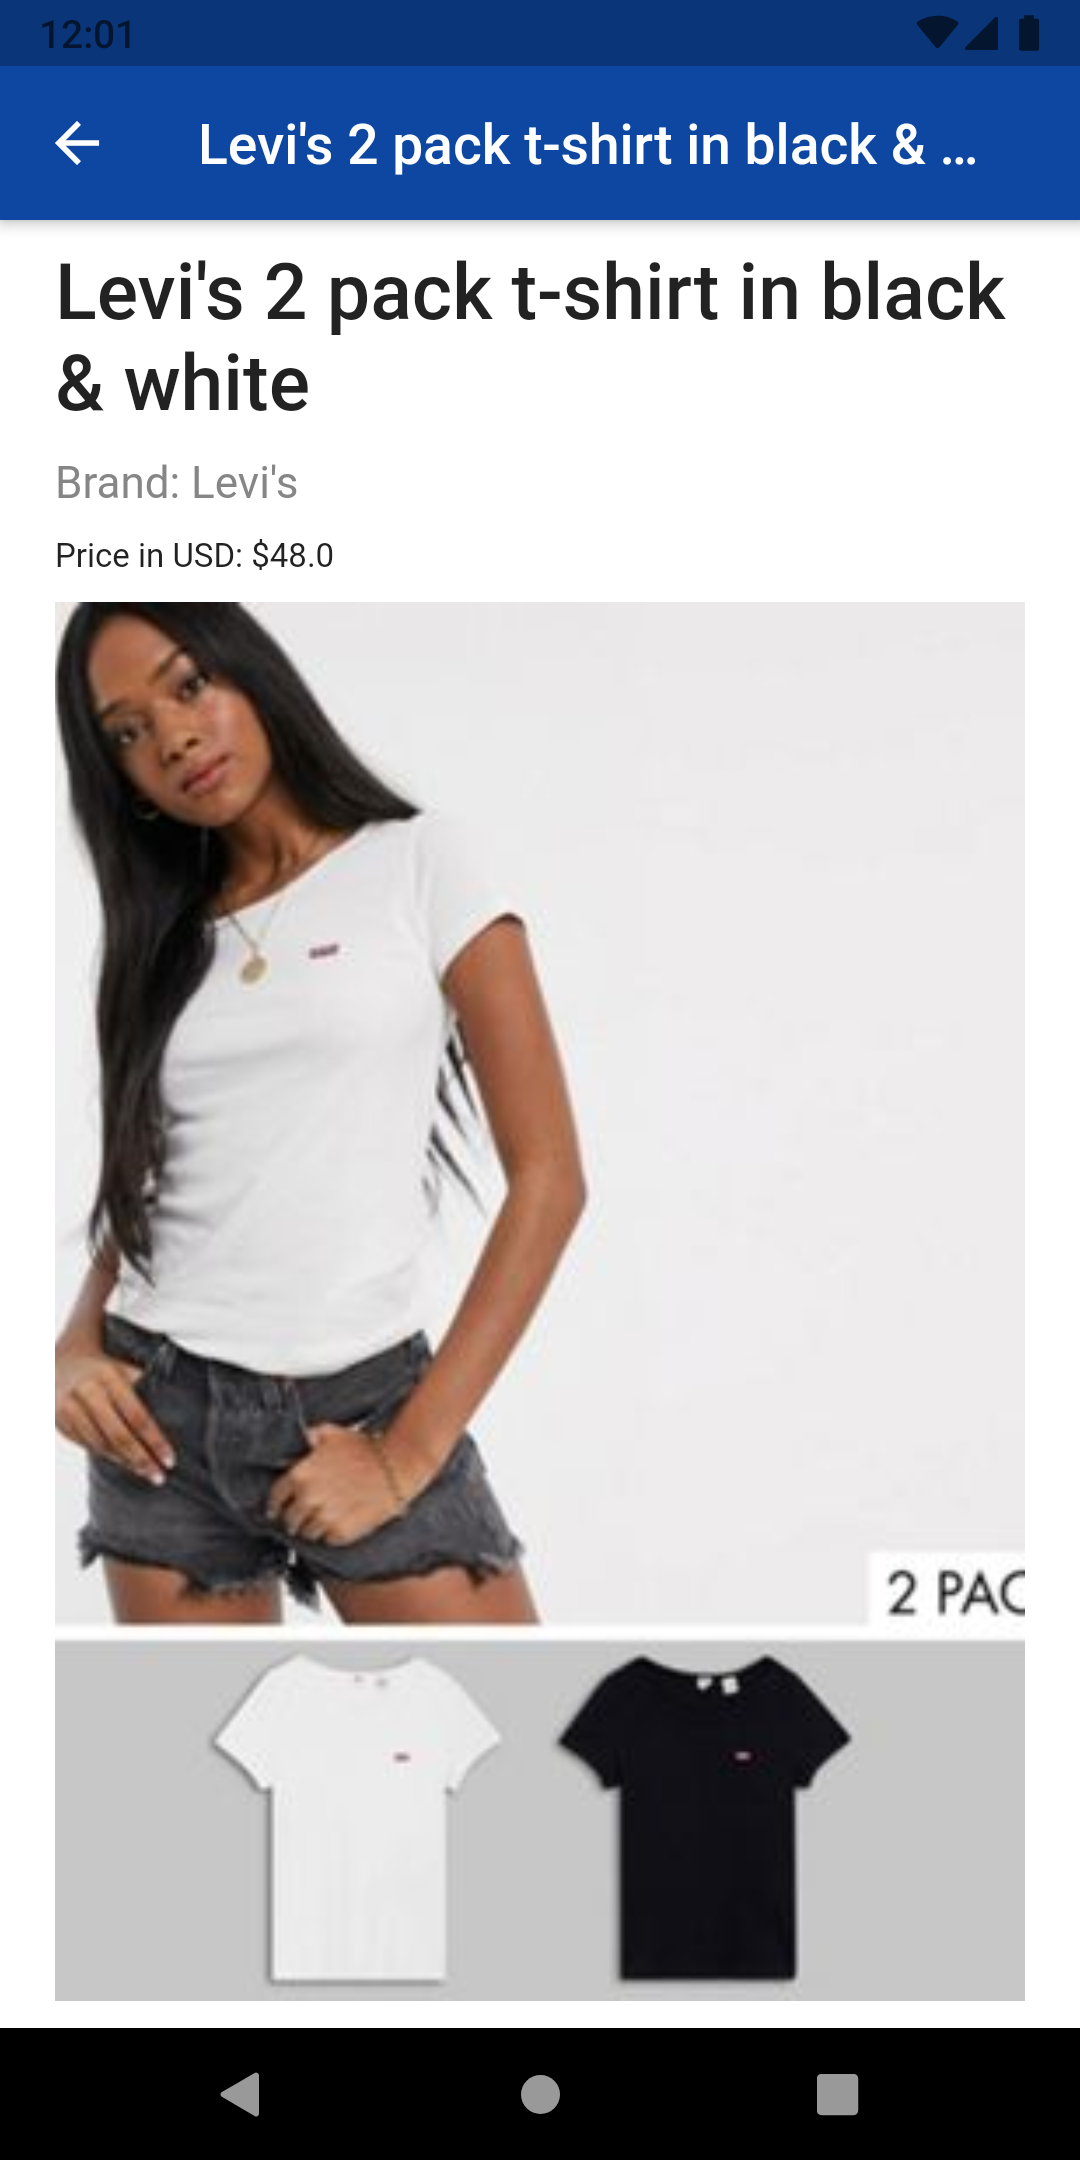 12:01
Levi's 2 pack t-shirt in black & ...
Levi's 2 pack t-shirt in black
& white
Brand: Levi's
Price in USD: $48.0
2 PAC